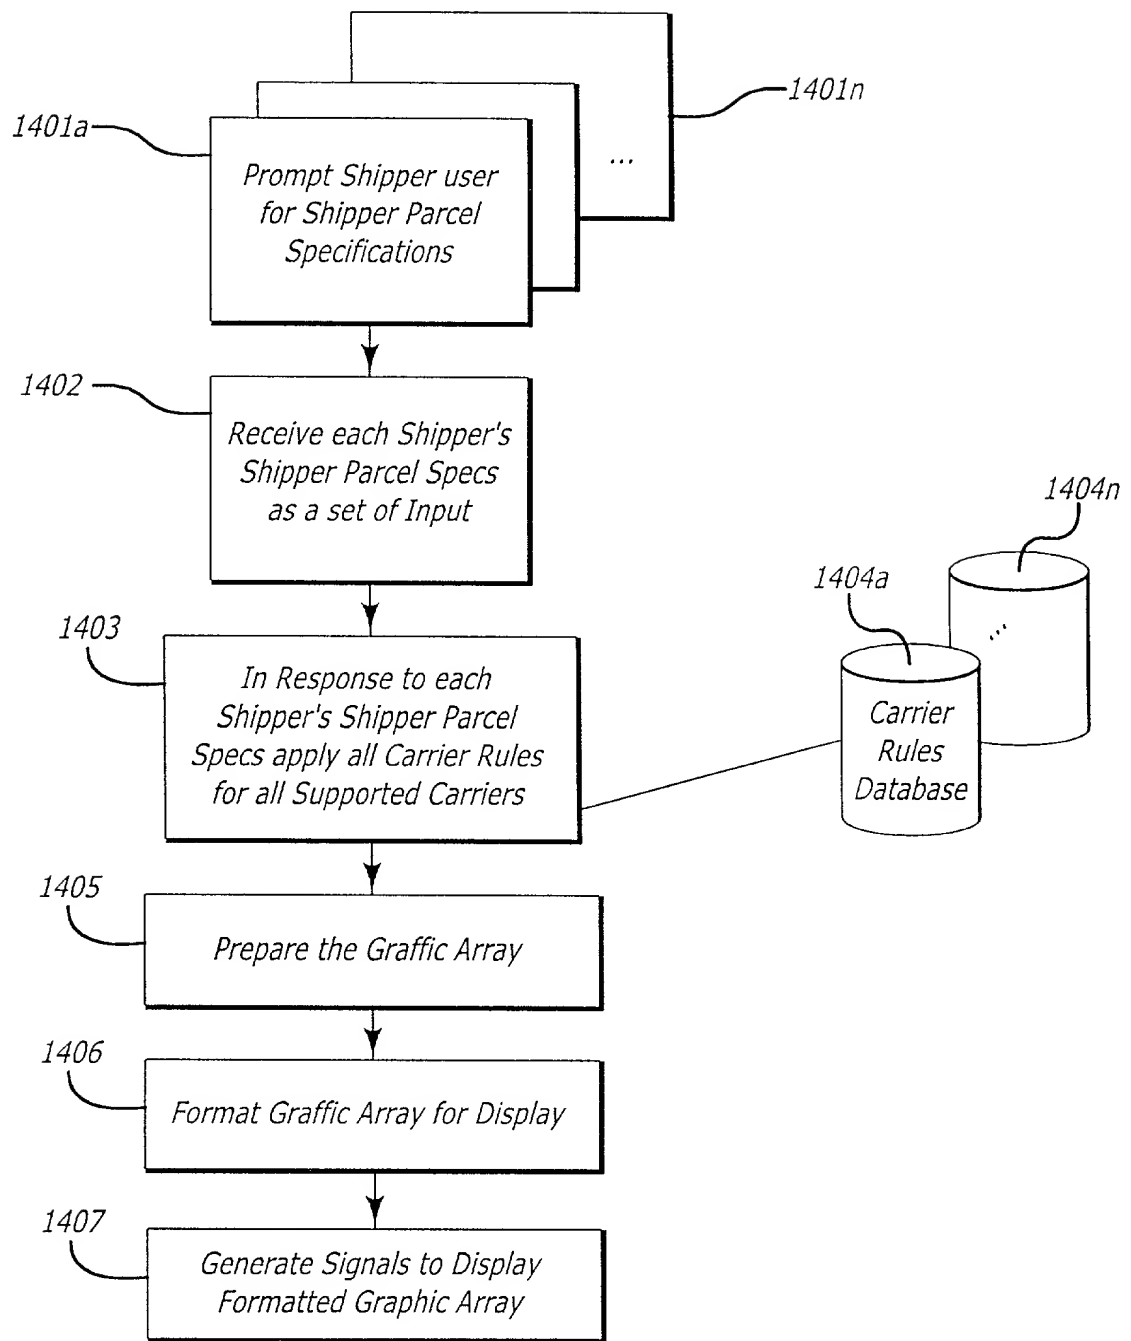 1401n
1401a
...
Prompt Shipper user
for Shipper Parcel
Specifications
1402
Receive each Shipper's
Shipper Parcel Specs
as a set of Input
1404n
1404a
...
Carrier
Rules
Database
1403
In Response to each
Shipper's Shipper Parcel
Specs apply all Carrier Rules
for all Supported Carriers
1405
Prepare the Graffic Array
1406
Format Graffic Array for Display
1407
Generate Signals to Display
Formatted Graphic Array